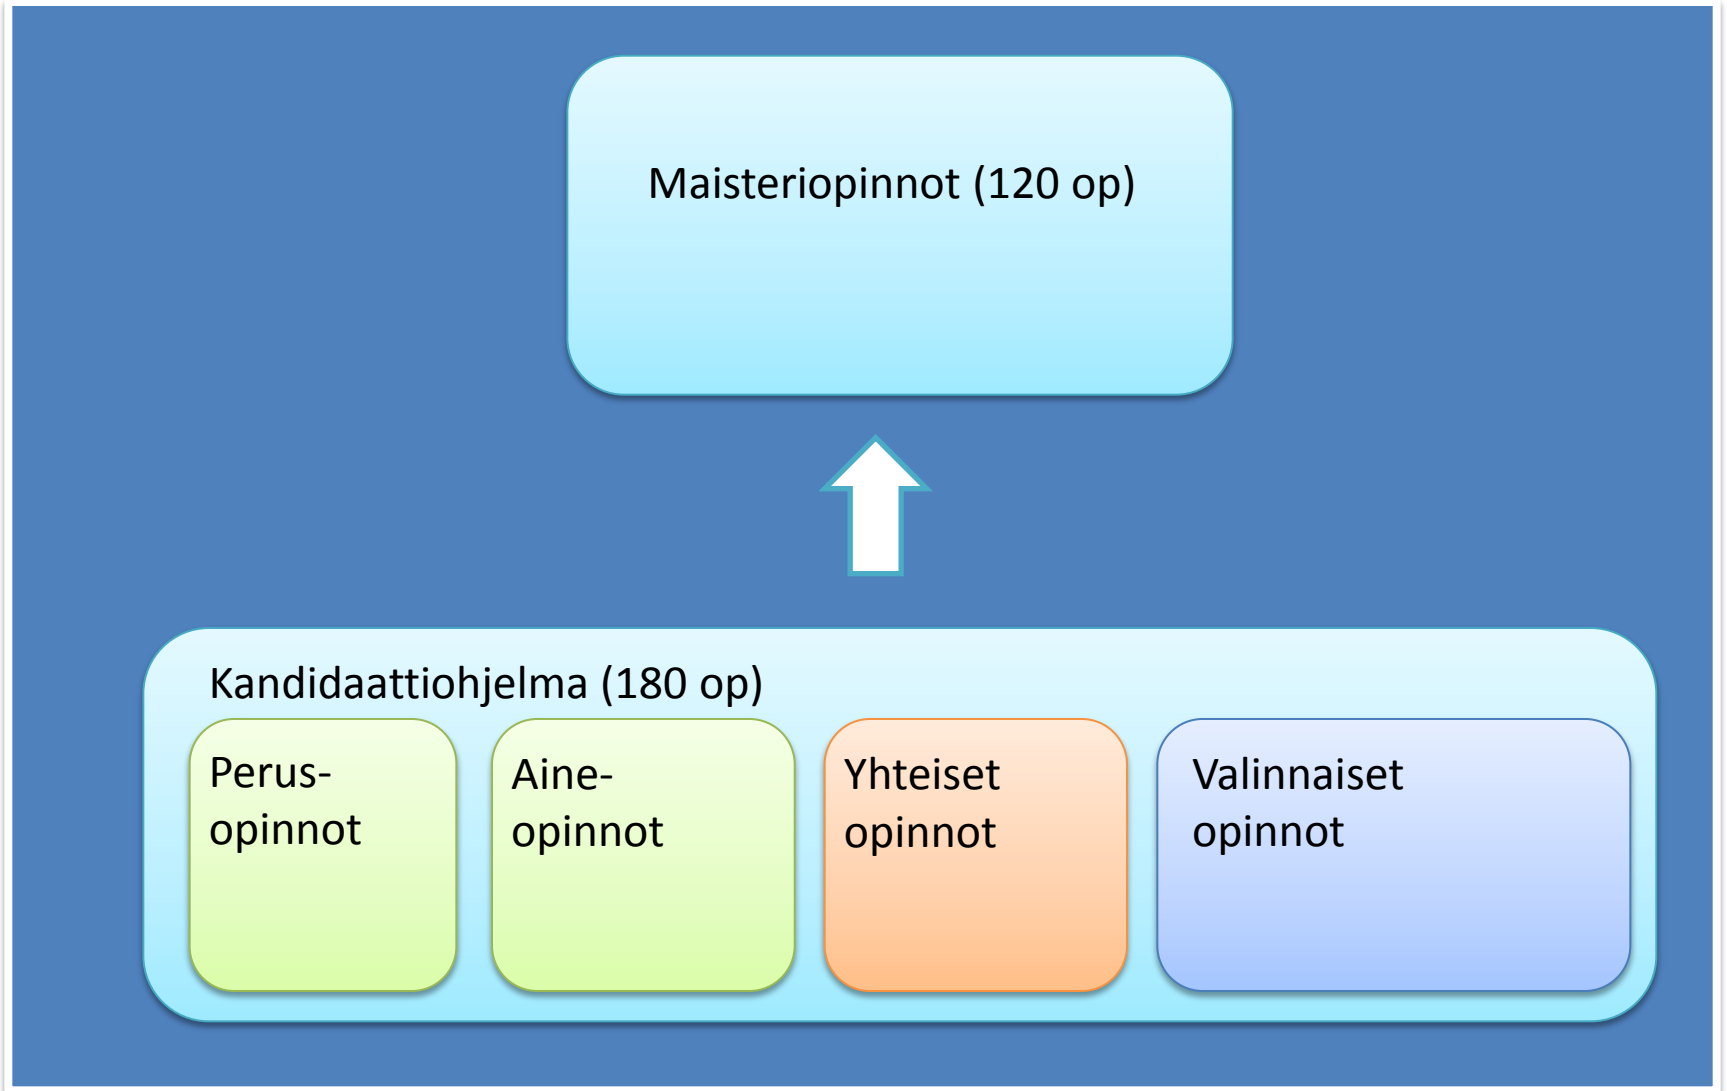 Maisteriopinnot (120 op)
Kandidaattiohjelma (180 op)
Perus-
opinnot
Aine-
opinnot
Yhteiset
opinnot
Valinnaiset
opinnot